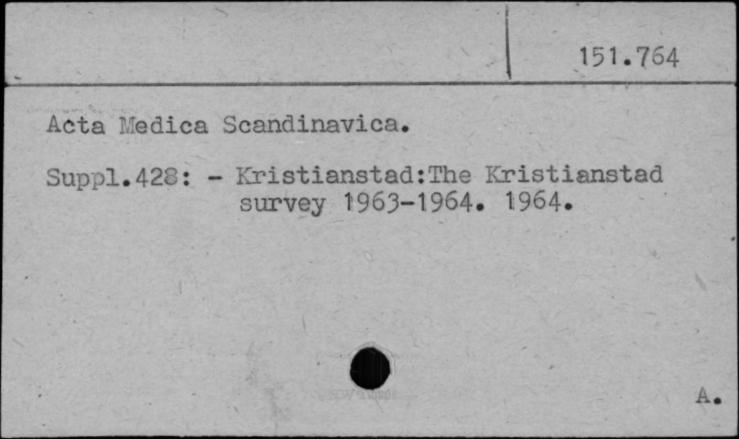 151.764
Acta Medica Scandinavica.
Suppl.428: - Kristianstad:The Kristianstad
survey 1963-1964. 1964.
A.